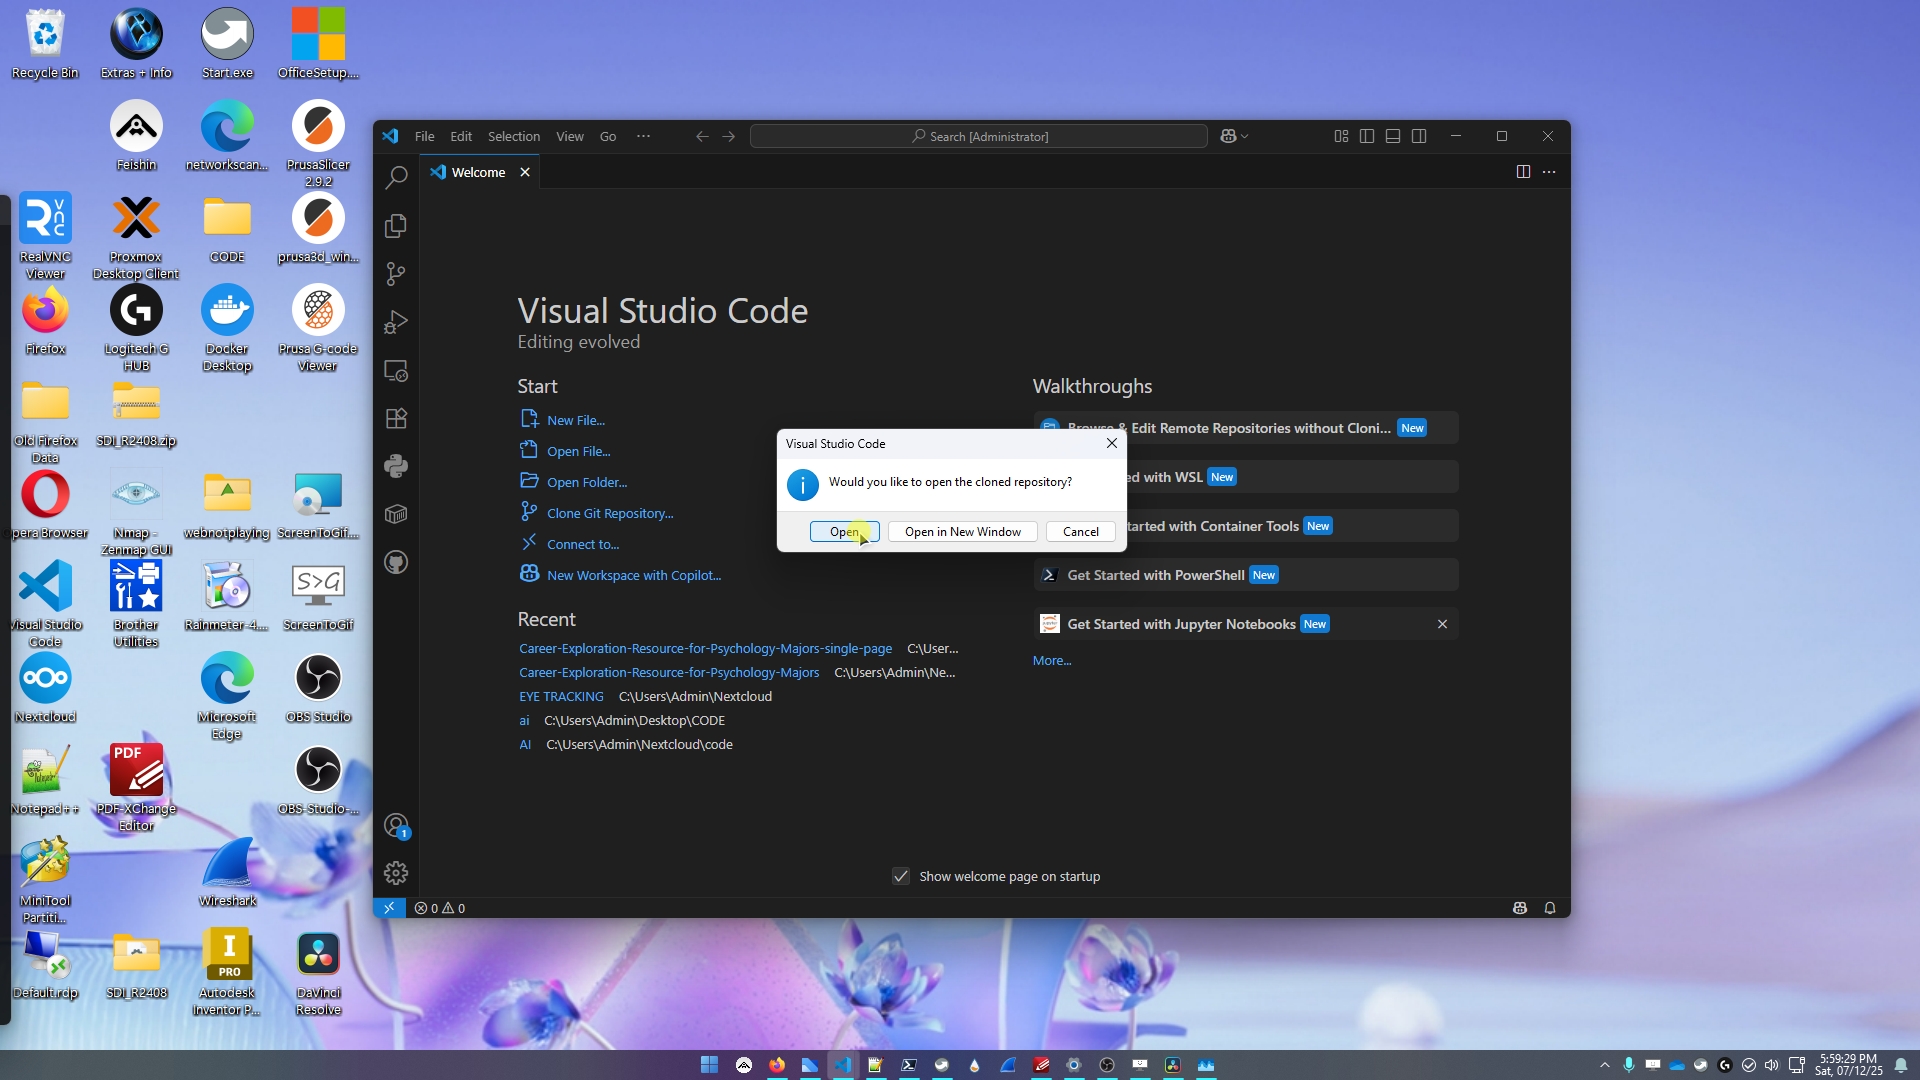 Recycle Bin
Extras + Info
Start.exe
OfficeSetup....
Feishin
networkscan...
PrusaSlicer
2.9.2
RealVNC
Viewer
Proxmox
Desktop Client
CODE
prusa3d_win...
Firefox
Logitech G
HUB
Docker
Desktop
Prusa G-code
Viewer
Old Firefox
Data
SDI_R2408.zip
Opera Browser
Nmap -
Zenmap GUI
webnotplaying
ScreenToGif....
Visual Studio
Code
Brother
Utilities
Rainmeter-4....
S>G
ScreenToGif
Nextcloud
Microsoft
Edge
OBS Studio
Notepad++
PDF
PDF-XChange
Editor
OBS-Studio-...
MiniTool
Partiti...
Wireshark
Default.rdp
SDI_R2408
I
PRO
Autodesk
Inventor P...
DaVinci
Resolve
File Edit Selection View Go ···
Search [Administrator]
Welcome
Visual Studio Code
Editing evolved
Start
New File...
Open File...
Open Folder...
Clone Git Repository...
Connect to...
New Workspace with Copilot...
Recent
Career-Exploration-Resource-for-Psychology-Majors-single-page C:\User...
Career-Exploration-Resource-for-Psychology-Majors C:\Users\Admin\Ne...
EYE TRACKING C:\Users\Admin\Nextcloud
ai C:\Users\Admin\Desktop\CODE
AI C:\Users\Admin\Nextcloud\code
Walkthroughs
Browse & Edit Remote Repositories without Cloni... New
ed with WSL New
tarted with Container Tools New
Get Started with PowerShell New
Get Started with Jupyter Notebooks New
More...
Visual Studio Code
Would you like to open the cloned repository?
Open
Open in New Window
Cancel
Show welcome page on startup
1
0 0
5:59:29 PM
Sat, 07/12/25